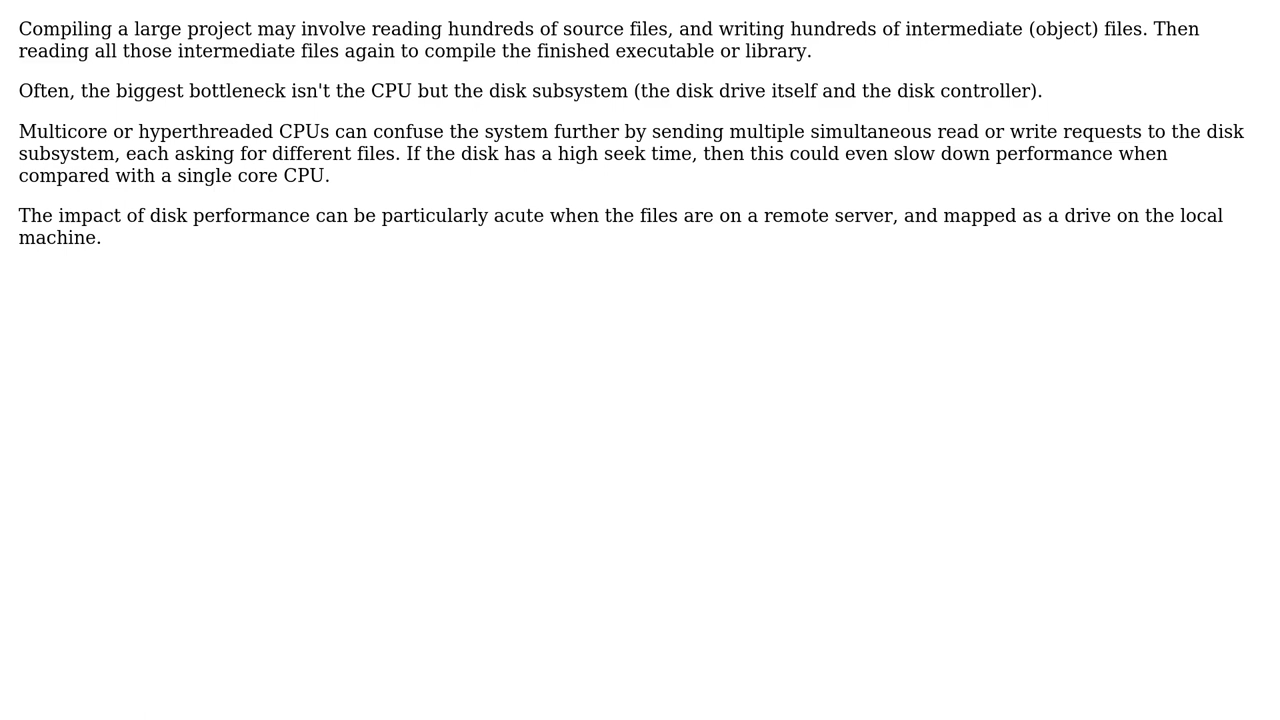 Compiling a large project may involve reading hundreds of source files, and writing hundreds of intermediate (object) files. Then
reading all those intermediate files again to compile the finished executable or library.
Often, the biggest bottleneck isn't the CPU but the disk subsystem (the disk drive itself and the disk controller).
Multicore or hyperthreaded CPUs can confuse the system further by sending multiple simultaneous read or write requests to the disk
subsystem, each asking for different files. If the disk has a high seek time, then this could even slow down performance when
compared with a single core CPU.
The impact of disk performance can be particularly acute when the files are on a remote server, and mapped as a drive on the local
machine.